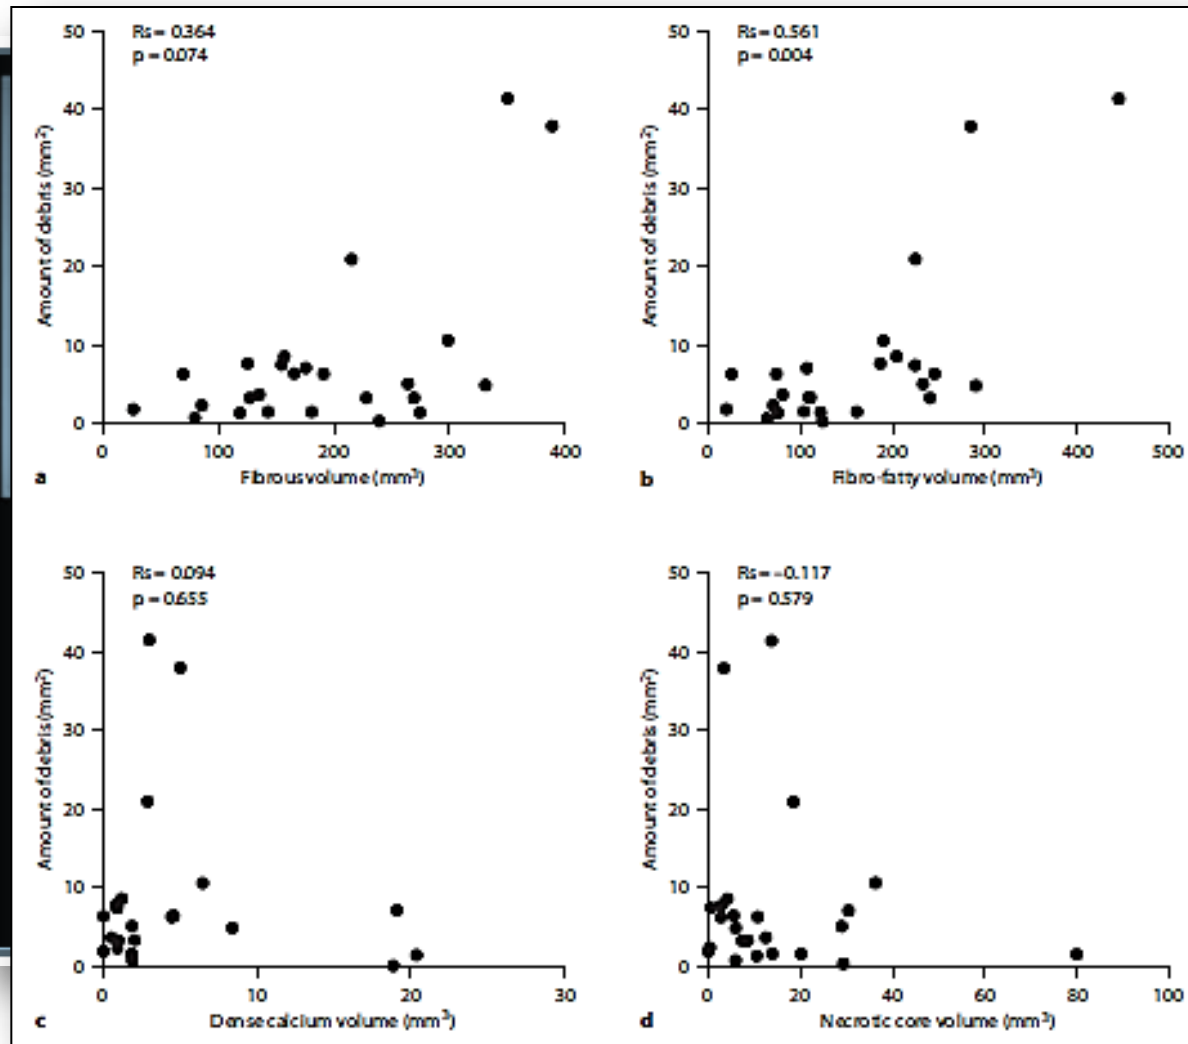 50
Rs = 0.364
p = 0.074
40
30
20
10
0
Amount of debris (mm²)
0 100 200 300 400
Fibrous volume (mm³)
a
50
Rs = 0.561
p = 0.004
40
30
20
10
0
Amount of debris (mm²)
0 100 200 300 400 500
Fibro-fatty volume (mm³)
b
50
Rs = 0.094
p = 0.655
40
30
20
10
0
Amount of debris (mm²)
0 10 20 30
Dense calcium volume (mm³)
c
50
Rs = –0.117
p = 0.579
40
30
20
10
0
Amount of debris (mm²)
0 20 40 60 80 100
Necrotic core volume (mm³)
d